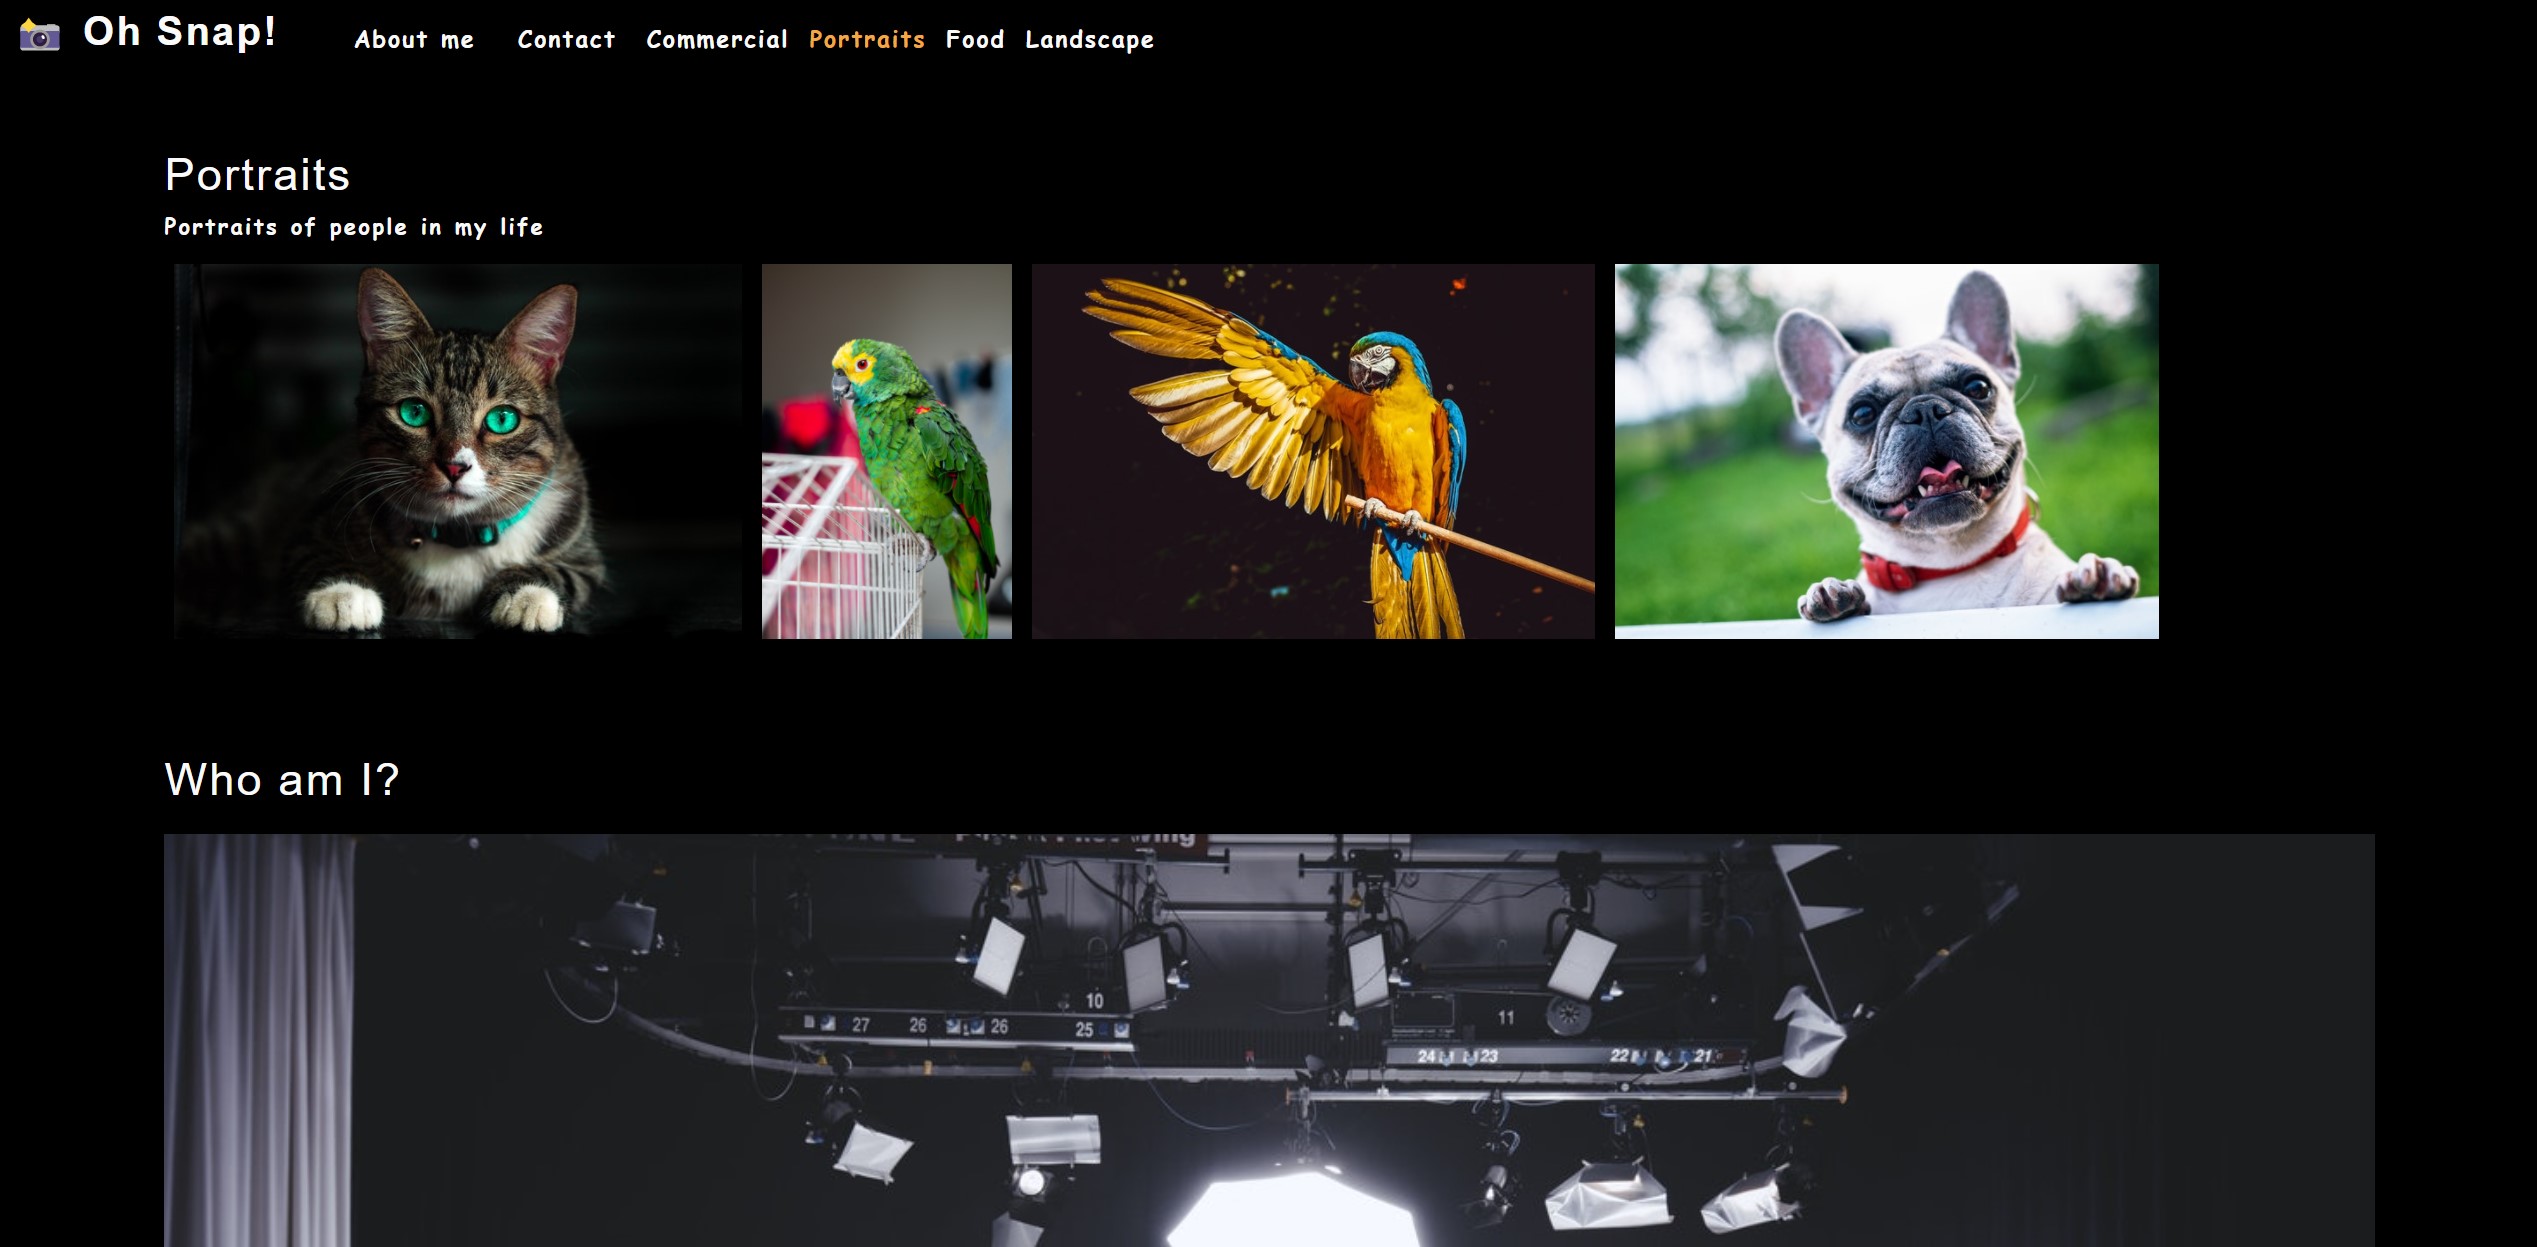 Oh Snap!
About me Contact Commercial Portraits Food Landscape
Portraits
Portraits of people in my life
Who am I?
10
27 26 26 25
11
24 23 22 21